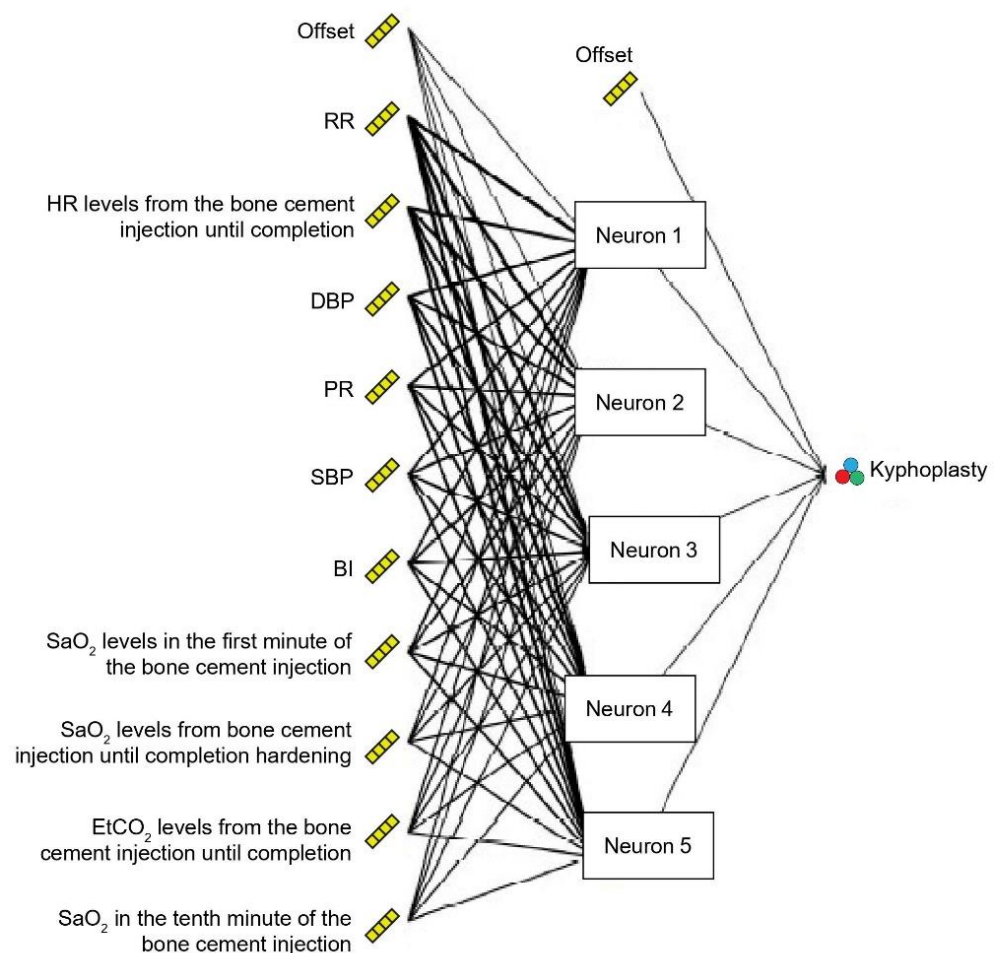 Offset
Offset
RR
HR levels from the bone cement
injection until completion
Neuron 1
DBP
PR
Neuron 2
SBP
Kyphoplasty
Neuron 3
BI
SaO₂ levels in the first minute of
the bone cement injection
Neuron 4
SaO₂ levels from bone cement
injection until completion hardening
EtCO₂ levels from the bone
cement injection until completion
Neuron 5
SaO₂ in the tenth minute of the
bone cement injection